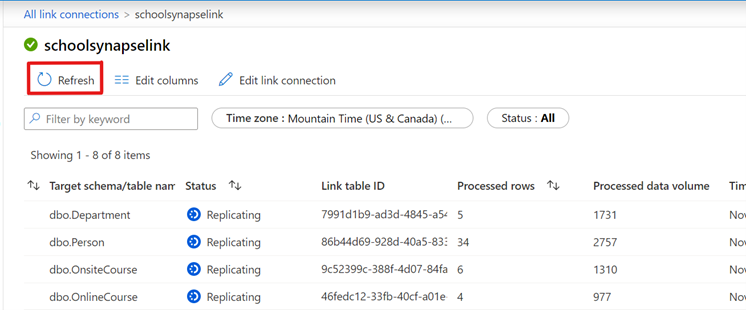 All link connections > schoolsynapselink
schoolsynapselink
Refresh Edit columns Edit link connection
Filter by keyword Time zone : Mountain Time (US & Canada) (... Status : All
Showing 1 - 8 of 8 items
Target schema/table nam Status Link table ID Processed rows Processed data volume Tim
dbo.Department Replicating 7991d1b9-ad3d-4845-a54 5 1731 Nov
dbo.Person Replicating 86b44d69-928d-40a5-833 34 2757 Nov
dbo.OnsiteCourse Replicating 9c52399c-388f-4d07-84fa 6 1310 Nov
dbo.OnlineCourse Replicating 46fedc12-33fb-40cf-a01e 4 977 Nov